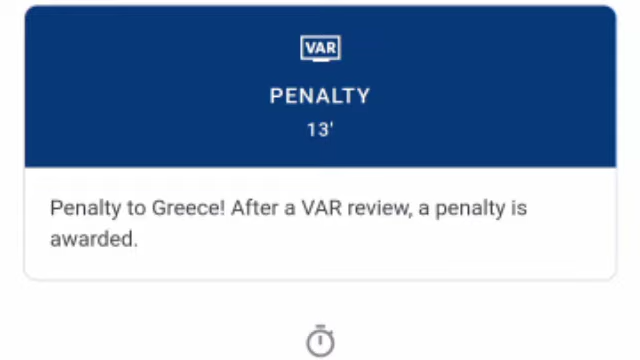 VAR
PENALTY
13'
Penalty to Greece! After a VAR review, a penalty is
awarded.